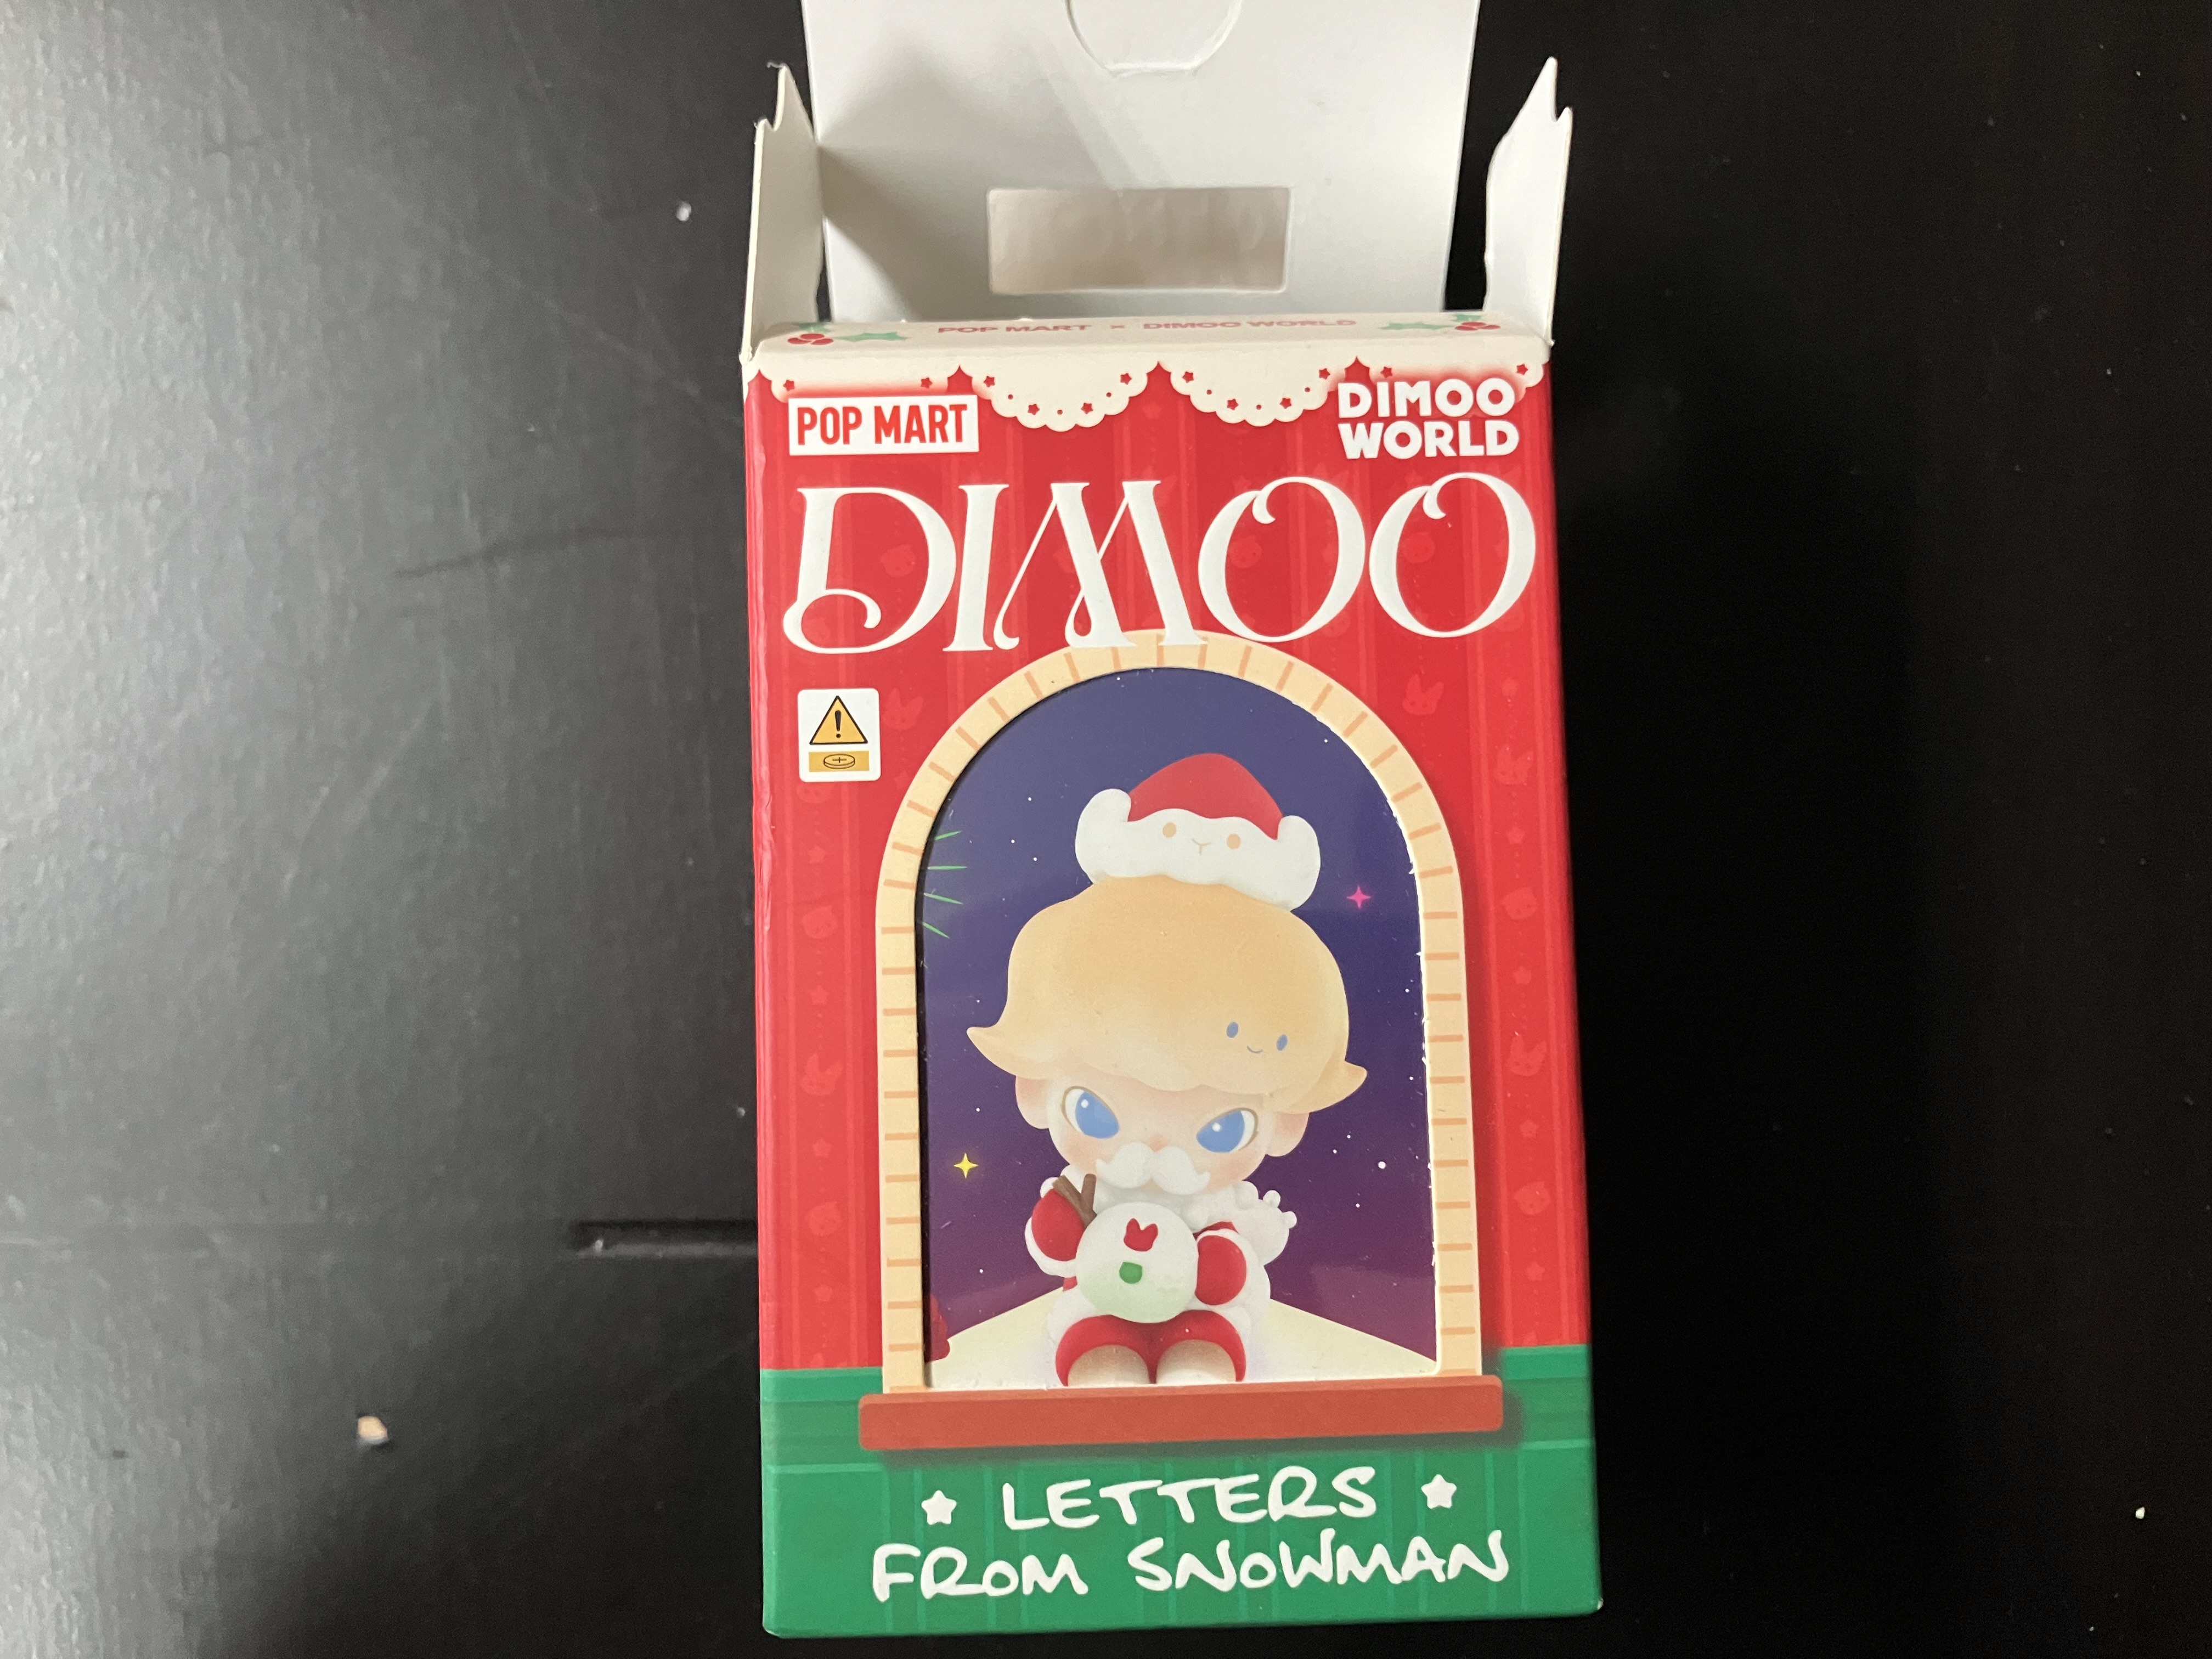 POP MART × DIMOO WORLD
POP MART
DIMOO
WORLD
DIMOO
LETTERS
FROM SNOWMAN